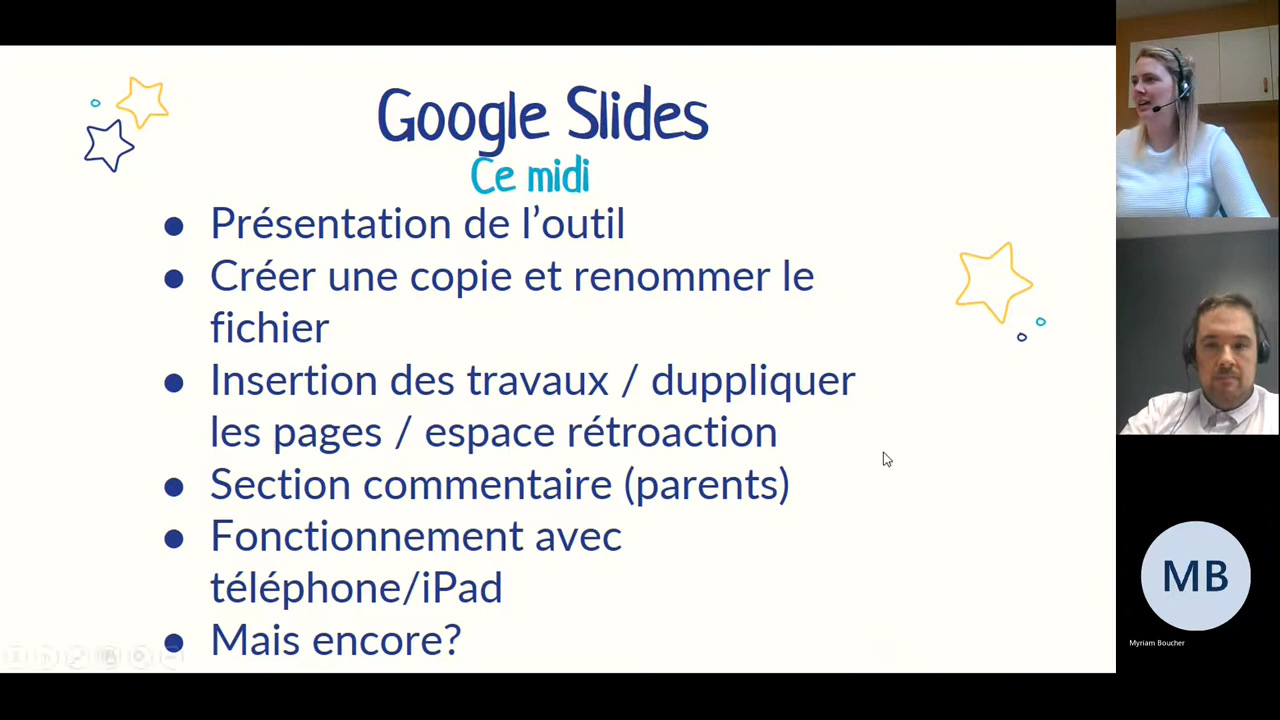 Google Slides
Ce midi
● Présentation de l’outil
● Créer une copie et renommer le
fichier
● Insertion des travaux / duppliquer
les pages / espace rétroaction
● Section commentaire (parents)
● Fonctionnement avec
téléphone/iPad
● Mais encore?
MB
Myriam Boucher